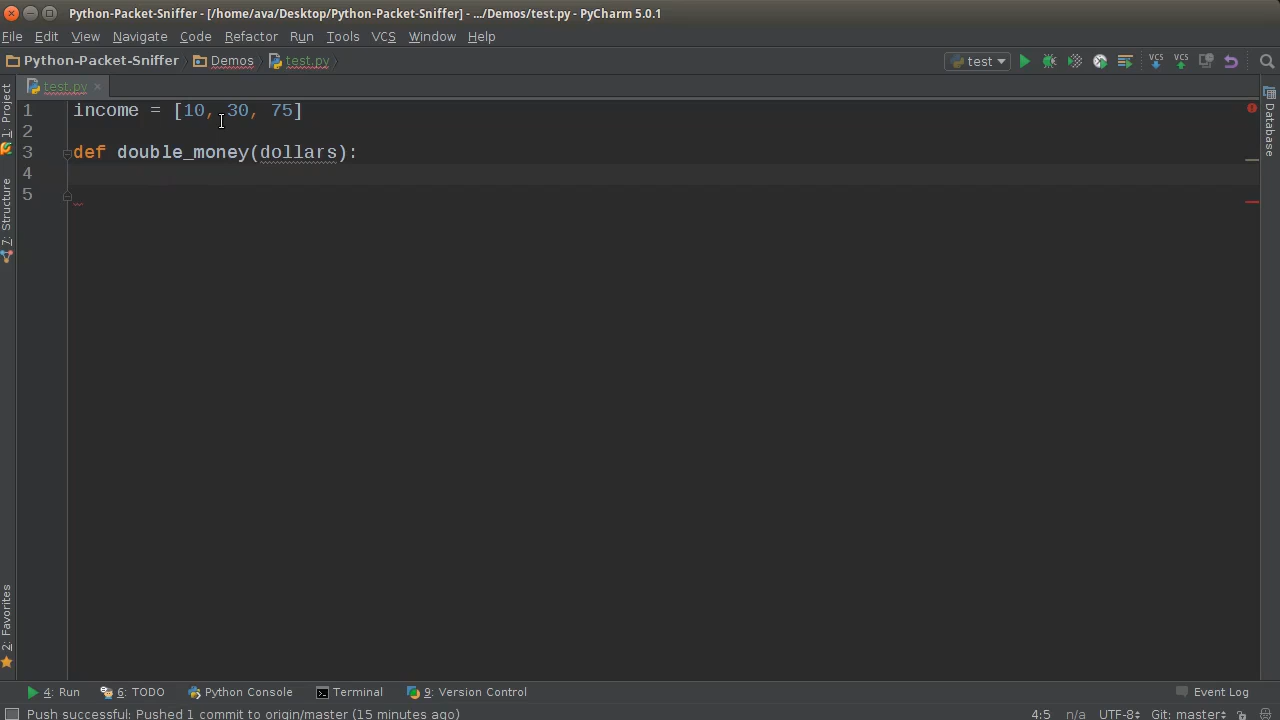 Python-Packet-Sniffer - [/home/ava/Desktop/Python-Packet-Sniffer] - .../Demos/test.py - PyCharm 5.0.1
File Edit View Navigate Code Refactor Run Tools VCS Window Help
Python-Packet-Sniffer Demos test.py test VCS VCS
test.py
1: Project
7: Structure
2: Favorites
Database
1 income = [10, 30, 75]
2
3 def double_money(dollars):
4
5
4: Run 6: TODO Python Console Terminal 9: Version Control Event Log
Push successful: Pushed 1 commit to origin/master (15 minutes ago) 4:5 n/a UTF-8 Git: master